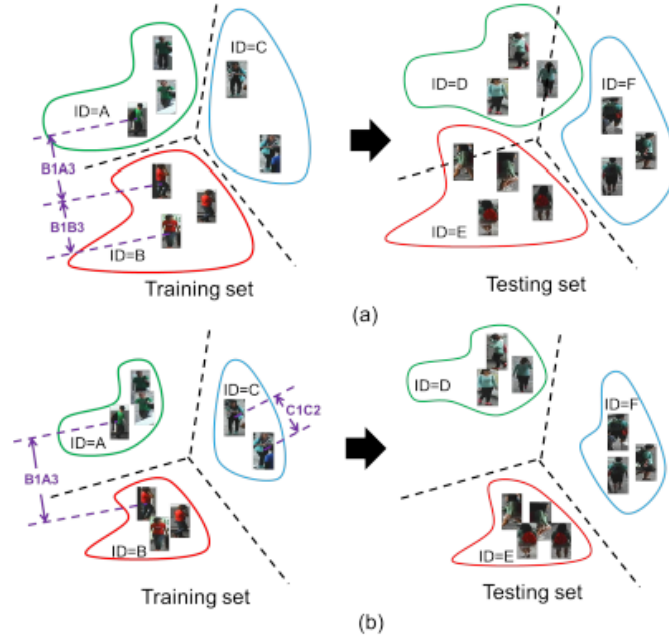 ID=A
ID=C
B1A3
B1B3
ID=B
Training set
ID=D
ID=F
ID=E
Testing set
(a)
ID=A
ID=C
C1C2
B1A3
ID=B
Training set
ID=D
ID=F
ID=E
Testing set
(b)